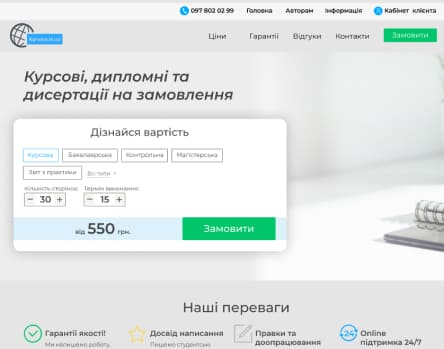 097 802 02 99 Головна Авторам Інформація Кабінет клієнта
Ціни Гарантії Відгуки Контакти Замовити
Курсові, дипломні та
дисертації на замовлення
Дізнайся вартість
Курсова Бакалаврська Контрольна Магістерська
Звіт з практики Всі типи
Кількість сторінок: Термін виконання:
− 30 + − 15 +
від 550 грн. Замовити
Наші переваги
Гарантії якості! Досвід написання Правки та доопрацювання Online підтримка 24/7
24
Ми напишемо роботу, Пишемо студентські